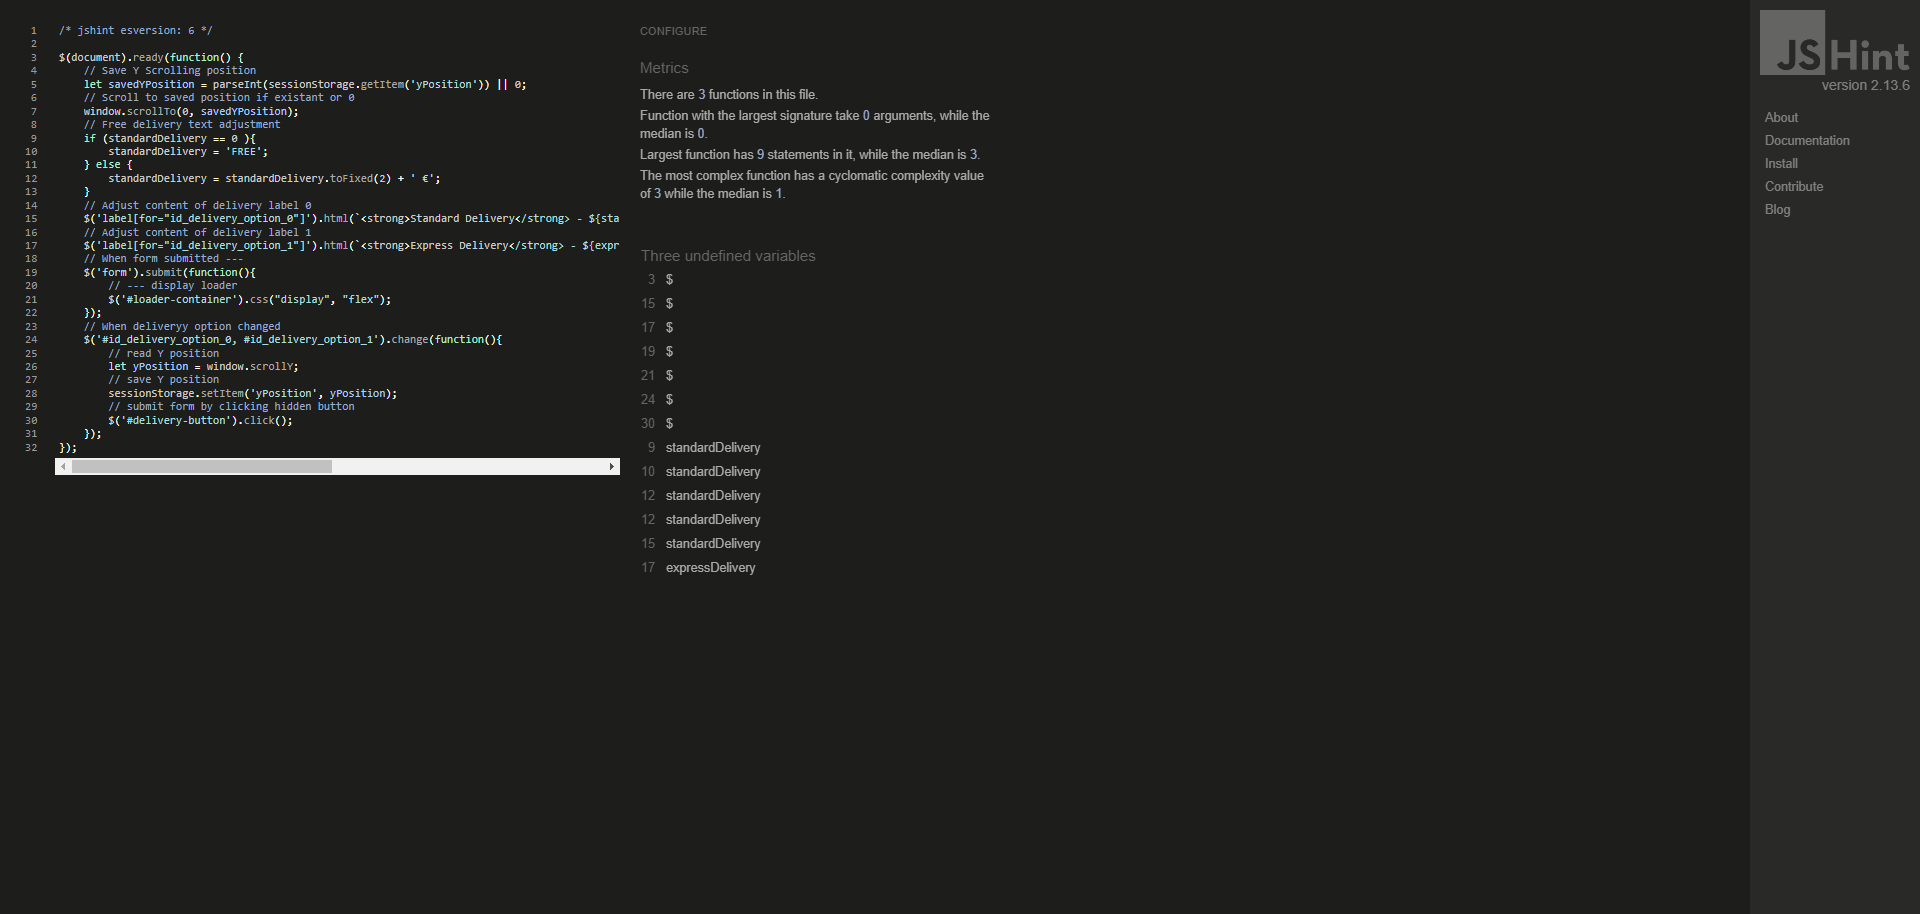 1 /* jshint esversion: 6 */
2
3 $(document).ready(function() {
4 // Save Y Scrolling position
5 let savedYPosition = parseInt(sessionStorage.getItem('yPosition')) || 0;
6 // Scroll to saved position if existant or 0
7 window.scrollTo(0, savedYPosition);
8 // Free delivery text adjustment
9 if (standardDelivery == 0 ){
10 standardDelivery = 'FREE';
11 } else {
12 standardDelivery = standardDelivery.toFixed(2) + ' €';
13 }
14 // Adjust content of delivery label 0
15 $('label[for="id_delivery_option_0"]').html(`<strong>Standard Delivery</strong> - ${sta
16 // Adjust content of delivery label 1
17 $('label[for="id_delivery_option_1"]').html(`<strong>Express Delivery</strong> - ${expr
18 // When form submitted ---
19 $('form').submit(function(){
20 // --- display loader
21 $('#loader-container').css("display", "flex");
22 });
23 // When deliveryy option changed
24 $('#id_delivery_option_0, #id_delivery_option_1').change(function(){
25 // read Y position
26 let yPosition = window.scrollY;
27 // save Y position
28 sessionStorage.setItem('yPosition', yPosition);
29 // submit form by clicking hidden button
30 $('#delivery-button').click();
31 });
32 });
CONFIGURE
Metrics
There are 3 functions in this file.
Function with the largest signature take 0 arguments, while the
median is 0.
Largest function has 9 statements in it, while the median is 3.
The most complex function has a cyclomatic complexity value
of 3 while the median is 1.
Three undefined variables
3 $
15 $
17 $
19 $
21 $
24 $
30 $
9 standardDelivery
10 standardDelivery
12 standardDelivery
12 standardDelivery
15 standardDelivery
17 expressDelivery
JSHint
version 2.13.6
About
Documentation
Install
Contribute
Blog